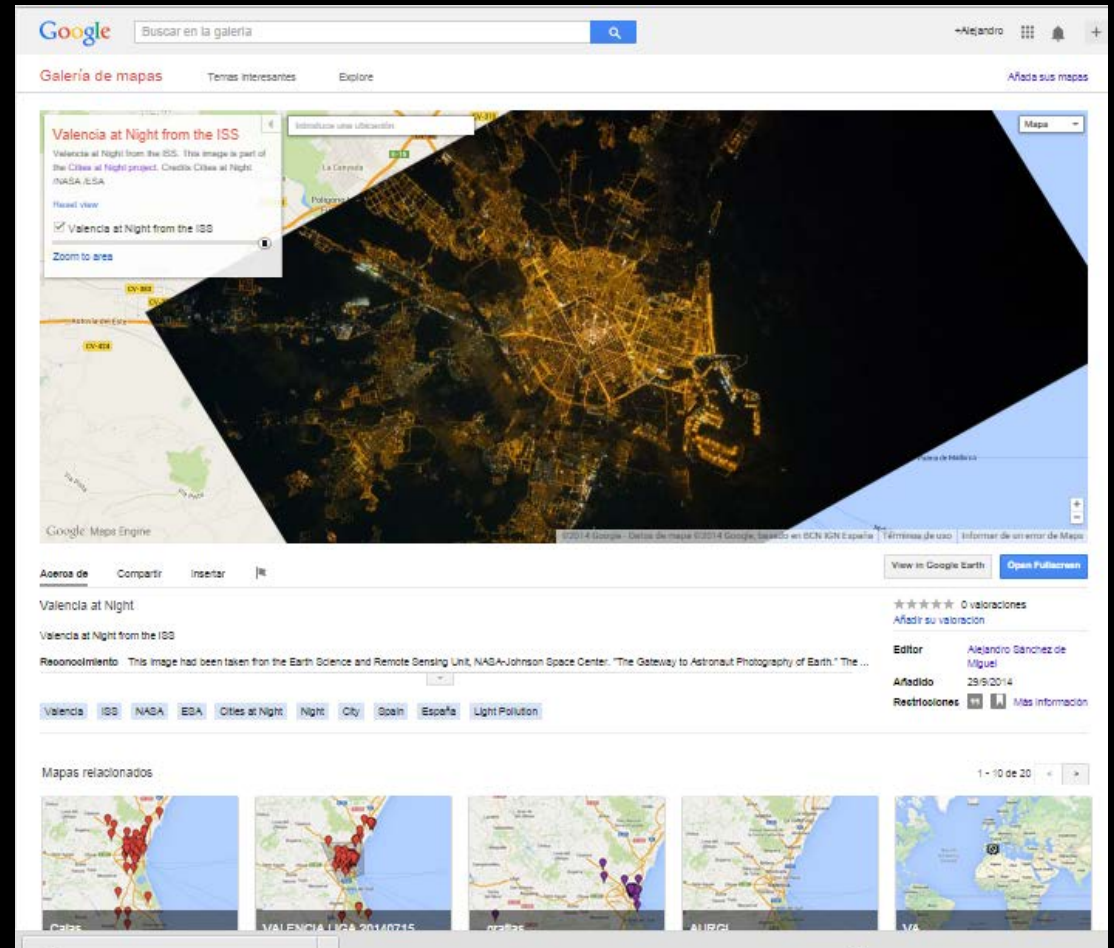 Google
Buscar en la galería
+Alejandro
Galería de mapas
Temas interesantes
Explore
Añada sus mapas
Valencia at Night from the ISS
Valencia at Night from the ISS. This image is part of
the Cities at Night project. Credits Cities at Night
/NASA /ESA
Reset view
Valencia at Night from the ISS
Zoom to area
Introduce una ubicación
Mapa
CV-310
La Canyada
Google Maps Engine
©2014 Google - Datos de mapa ©2014 Google, basado en BCN IGN España
Términos de uso
Informar de un error de Maps
Acerca de
Compartir
Insertar
View in Google Earth
Open Fullscreen
Valencia at Night
Valencia at Night from the ISS
Reconocimiento This image had been taken fron the Earth Science and Remote Sensing Unit, NASA-Johnson Space Center. "The Gateway to Astronaut Photography of Earth." The ...
0 valoraciones
Añadir su valoración
Editor Alejandro Sánchez de
Miguel
Añadido 29/9/2014
Restricciones Más información
Valencia ISS NASA ESA Cities at Night Night City Spain España Light Pollution
Mapas relacionados
1 - 10 de 20
Calas
VALENCIA LIGA 20140715
grafias
AURGI
VA